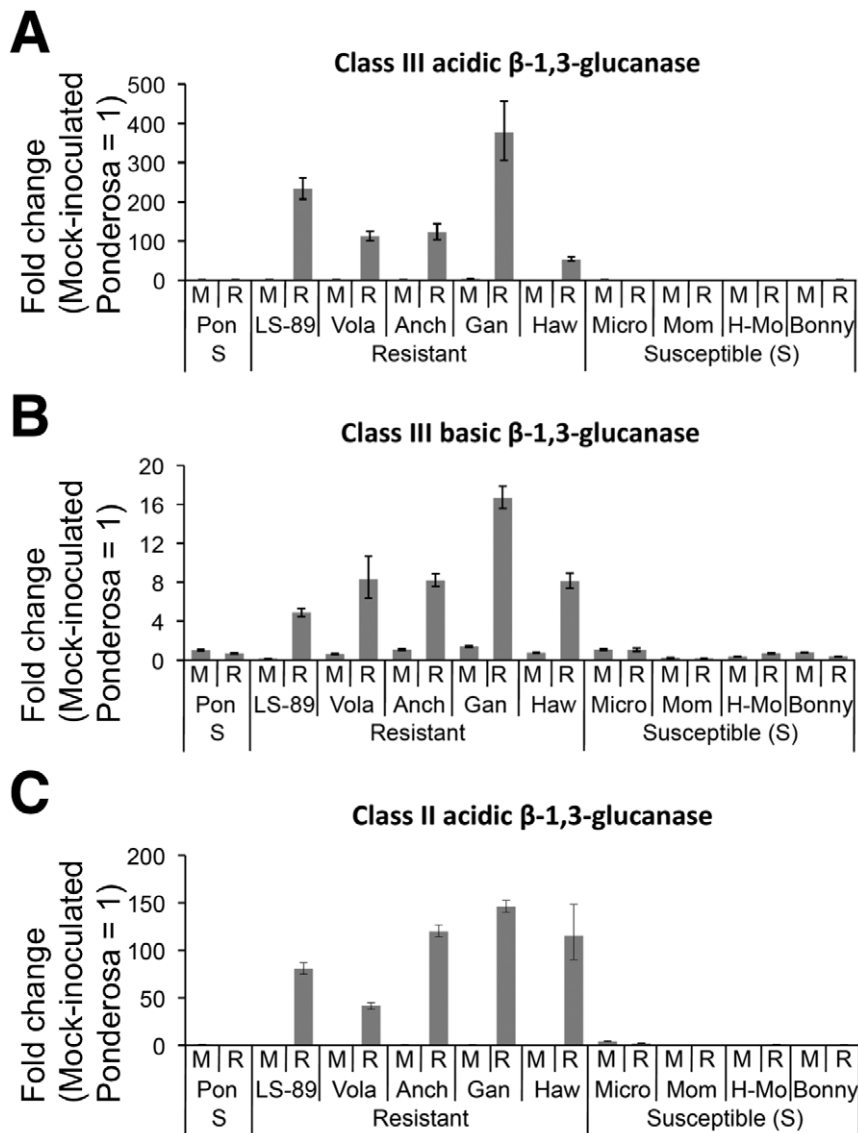 A
Class III acidic β-1,3-glucanase
Fold change
(Mock-inoculated
Ponderosa = 1)
500
400
300
200
100
0
M R M R M R M R M R M R M R M R M R M R
Pon LS-89 Vola Anch Gan Haw Micro Mom H-Mo Bonny
S Resistant Susceptible (S)
B
Class III basic β-1,3-glucanase
Fold change
(Mock-inoculated
Ponderosa = 1)
20
16
12
8
4
0
M R M R M R M R M R M R M R M R M R M R
Pon LS-89 Vola Anch Gan Haw Micro Mom H-Mo Bonny
S Resistant Susceptible (S)
C
Class II acidic β-1,3-glucanase
Fold change
(Mock-inoculated
Ponderosa = 1)
200
150
100
50
0
M R M R M R M R M R M R M R M R M R M R
Pon LS-89 Vola Anch Gan Haw Micro Mom H-Mo Bonny
S Resistant Susceptible (S)